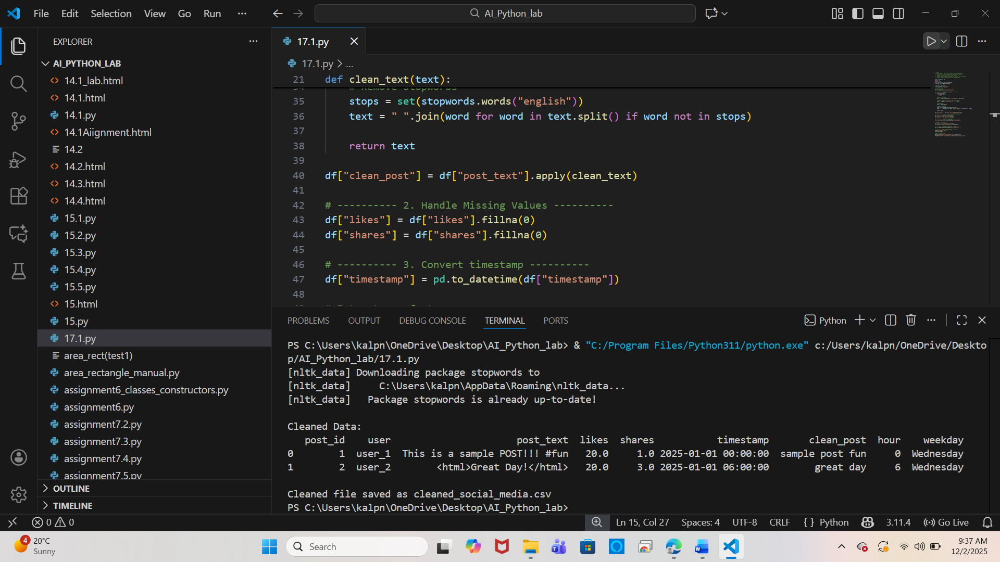 File Edit Selection View Go Run ... AI_Python_lab
EXPLORER ...
AI_PYTHON_LAB
14.1_lab.html
14.1.html
14.1.py
14.1Aiignment.html
14.2
14.2.html
14.3.html
14.4.html
15.1.py
15.2.py
15.3.py
15.4.py
15.5.py
15.html
15.py
17.1.py
area_rect(test1)
area_rectangle_manual.py
assignment6_classes_constructors.py
assignment6.py
assignment7.2.py
assignment7.3.py
assignment7.4.py
assignment7.5.py
OUTLINE
TIMELINE
17.1.py
17.1.py > ...
21 def clean_text(text):
# Remove stopwords
35 stops = set(stopwords.words("english"))
36 text = " ".join(word for word in text.split() if word not in stops)
37
38 return text
39
40 df["clean_post"] = df["post_text"].apply(clean_text)
41
42 # ---------- 2. Handle Missing Values ----------
43 df["likes"] = df["likes"].fillna(0)
44 df["shares"] = df["shares"].fillna(0)
45
46 # ---------- 3. Convert timestamp ----------
47 df["timestamp"] = pd.to_datetime(df["timestamp"])
48
PROBLEMS OUTPUT DEBUG CONSOLE TERMINAL PORTS Python
PS C:\Users\kalpn\OneDrive\Desktop\AI_Python_lab> & "C:/Program Files/Python311/python.exe" c:/Users/kalpn/OneDrive/Deskto
p/AI_Python_lab/17.1.py
[nltk_data] Downloading package stopwords to
[nltk_data]     C:\Users\kalpn\AppData\Roaming\nltk_data...
[nltk_data]   Package stopwords is already up-to-date!
Cleaned Data:
post_id user post_text likes shares timestamp clean_post hour weekday
0 1 user_1 This is a sample POST!!! #fun 20.0 1.0 2025-01-01 00:00:00 sample post fun 0 Wednesday
1 2 user_2 <html>Great Day!</html> 20.0 3.0 2025-01-01 06:00:00 great day 6 Wednesday
Cleaned file saved as cleaned_social_media.csv
PS C:\Users\kalpn\OneDrive\Desktop\AI_Python_lab>
0 0 Ln 15, Col 27 Spaces: 4 UTF-8 CRLF {} Python 3.11.4 Go Live
4 20°C
Sunny
Search
9:37 AM
12/2/2025